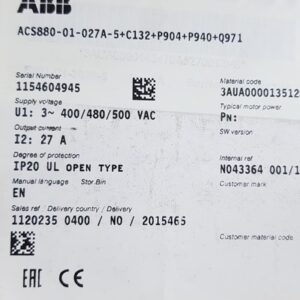 ABB
ACS880-01-027A-5+C132+P904+P940+Q971
Serial Number
Material code
1154604945
3AUA000013512
Supply voltage
Typical motor power
U1: 3~ 400/480/500 VAC
Pn:
Output current
SW version
I2: 27 A
Degree of protection
Internal ref
IP20 UL OPEN TYPE
N043364 001/1
Manual language Stor.Bin
Customer mark
EN
Sales ref / Delivery country / Delivery
1120235 0400 / NO / 2015465
Customer material code
EAC CE